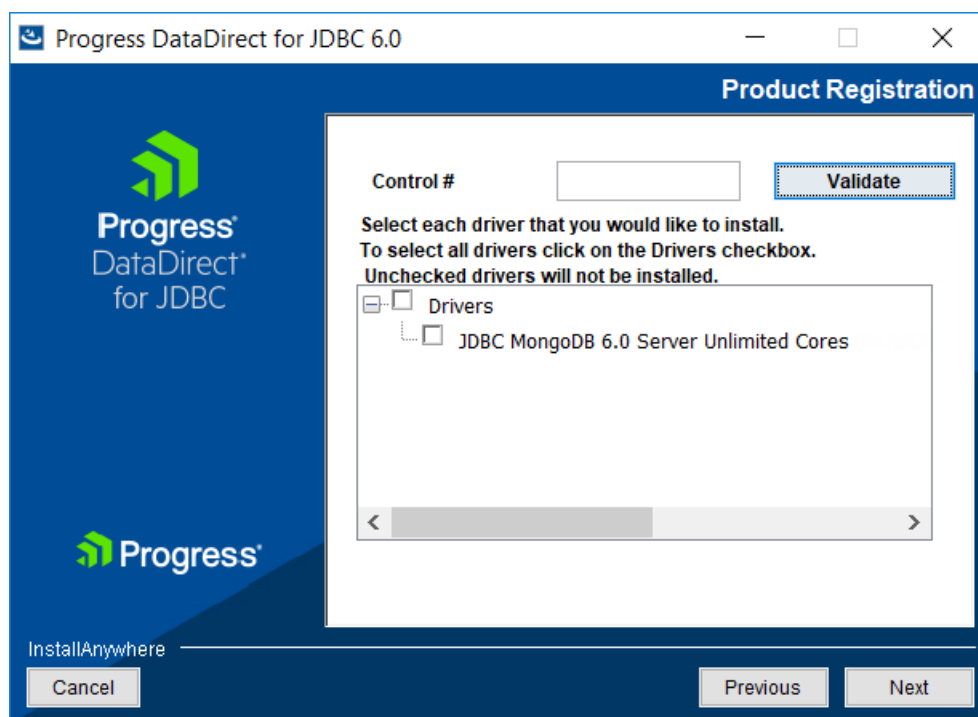 Progress DataDirect for JDBC 6.0
Product Registration
Progress®
DataDirect®
for JDBC
Control #
Validate
Select each driver that you would like to install.
To select all drivers click on the Drivers checkbox.
Unchecked drivers will not be installed.
Drivers
JDBC MongoDB 6.0 Server Unlimited Cores
Progress®
InstallAnywhere
Cancel
Previous
Next